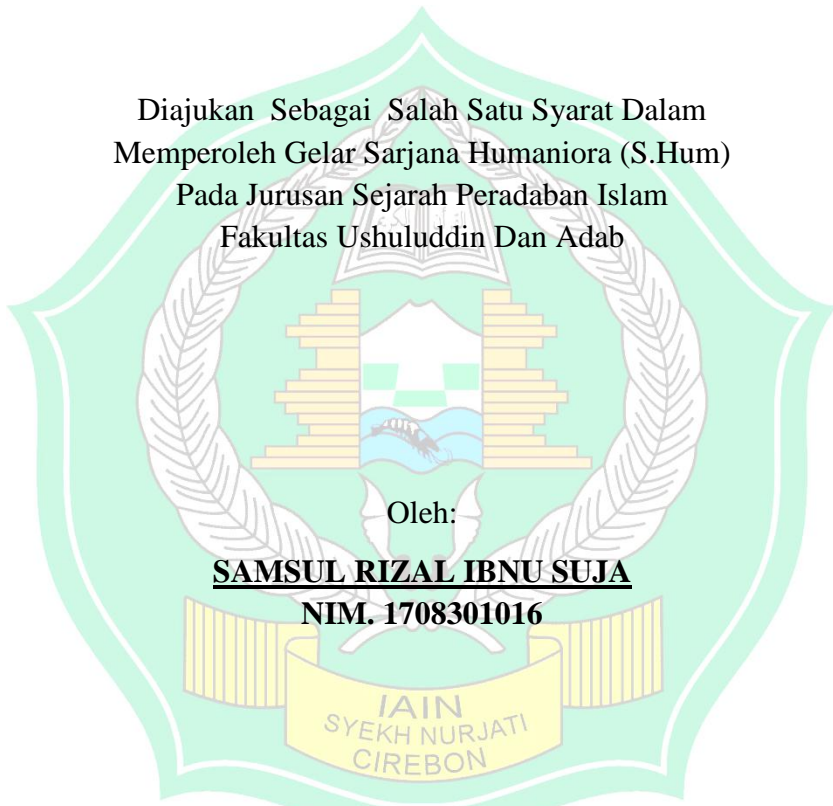 Diajukan Sebagai Salah Satu Syarat Dalam
Memperoleh Gelar Sarjana Humaniora (S.Hum)
Pada Jurusan Sejarah Peradaban Islam
Fakultas Ushuluddin Dan Adab
Oleh:
SAMSUL RIZAL IBNU SUJA
NIM. 1708301016
IAIN
SYEKH NURJATI
CIREBON